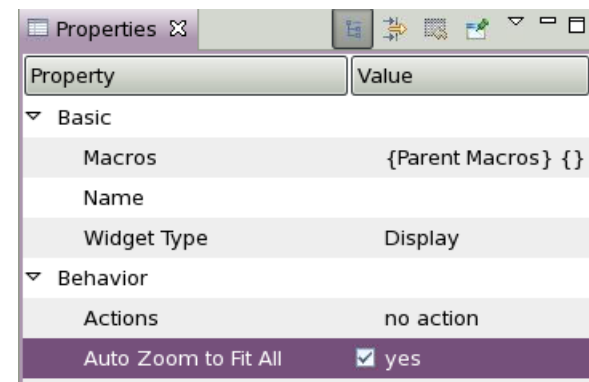 Properties
Property Value
Basic
Macros {Parent Macros} {}
Name
Widget Type Display
Behavior
Actions no action
Auto Zoom to Fit All yes